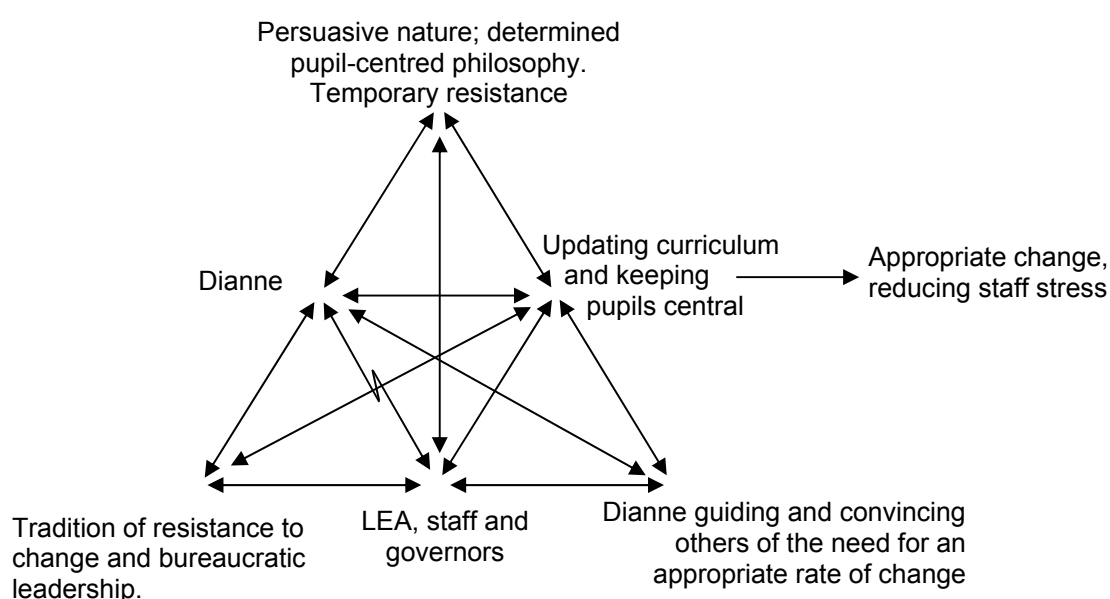 Persuasive nature; determined
pupil-centred philosophy.
Temporary resistance
Dianne
Updating curriculum
and keeping
pupils central
Appropriate change,
reducing staff stress
Tradition of resistance to
change and bureaucratic
leadership.
LEA, staff and
governors
Dianne guiding and convincing
others of the need for an
appropriate rate of change